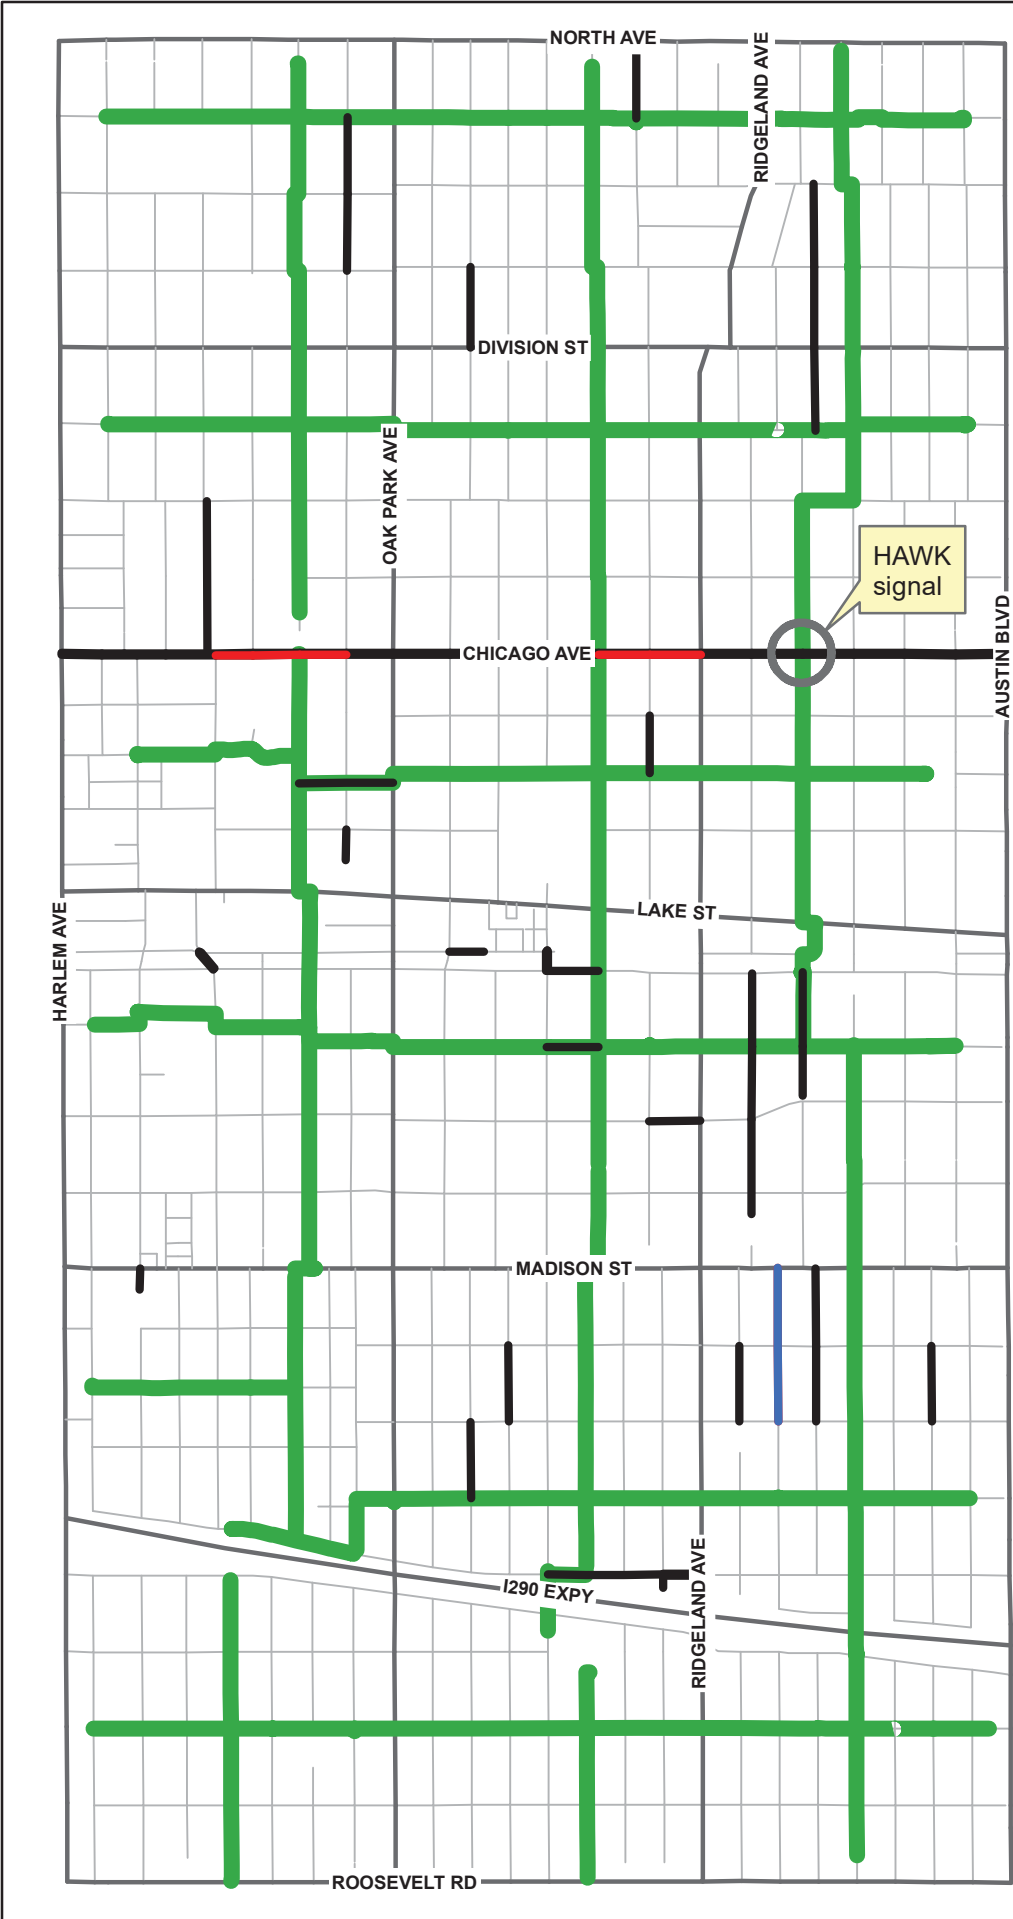 NORTH AVE
RIDGELAND AVE
DIVISION ST
OAK PARK AVE
HAWK
signal
AUSTIN BLVD
CHICAGO AVE
HARLEM AVE
LAKE ST
MADISON ST
I290 EXPY
RIDGELAND AVE
ROOSEVELT RD